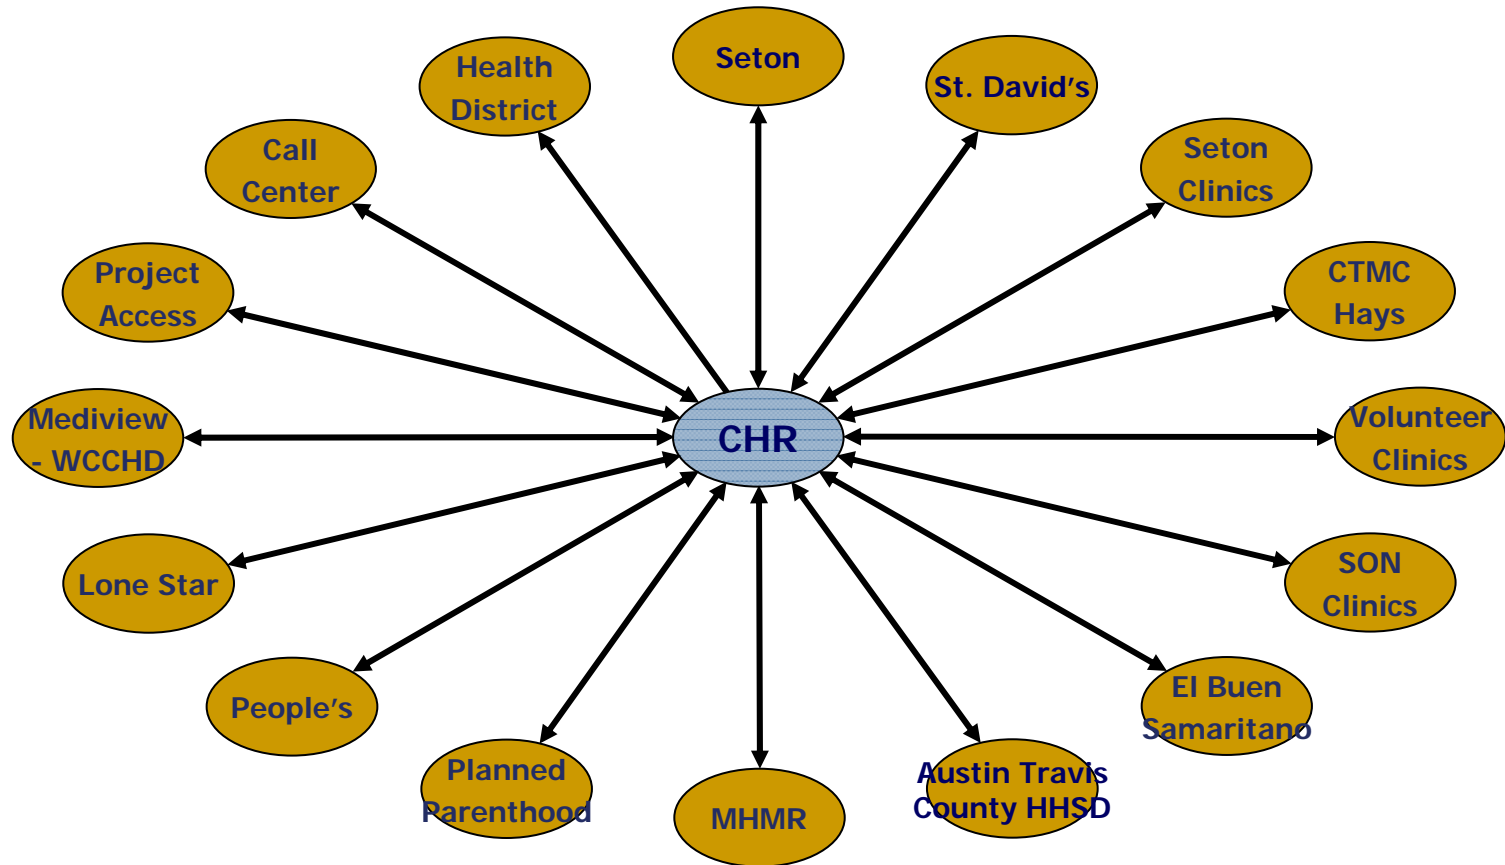 Seton
St. David's
Health
District
Call
Center
Seton
Clinics
Project
Access
CTMC
Hays
Mediview
- WCCHD
CHR
Volunteer
Clinics
Lone Star
SON
Clinics
People's
El Buen
Samaritano
Planned
Parenthood
MHMR
Austin Travis
County HHSD